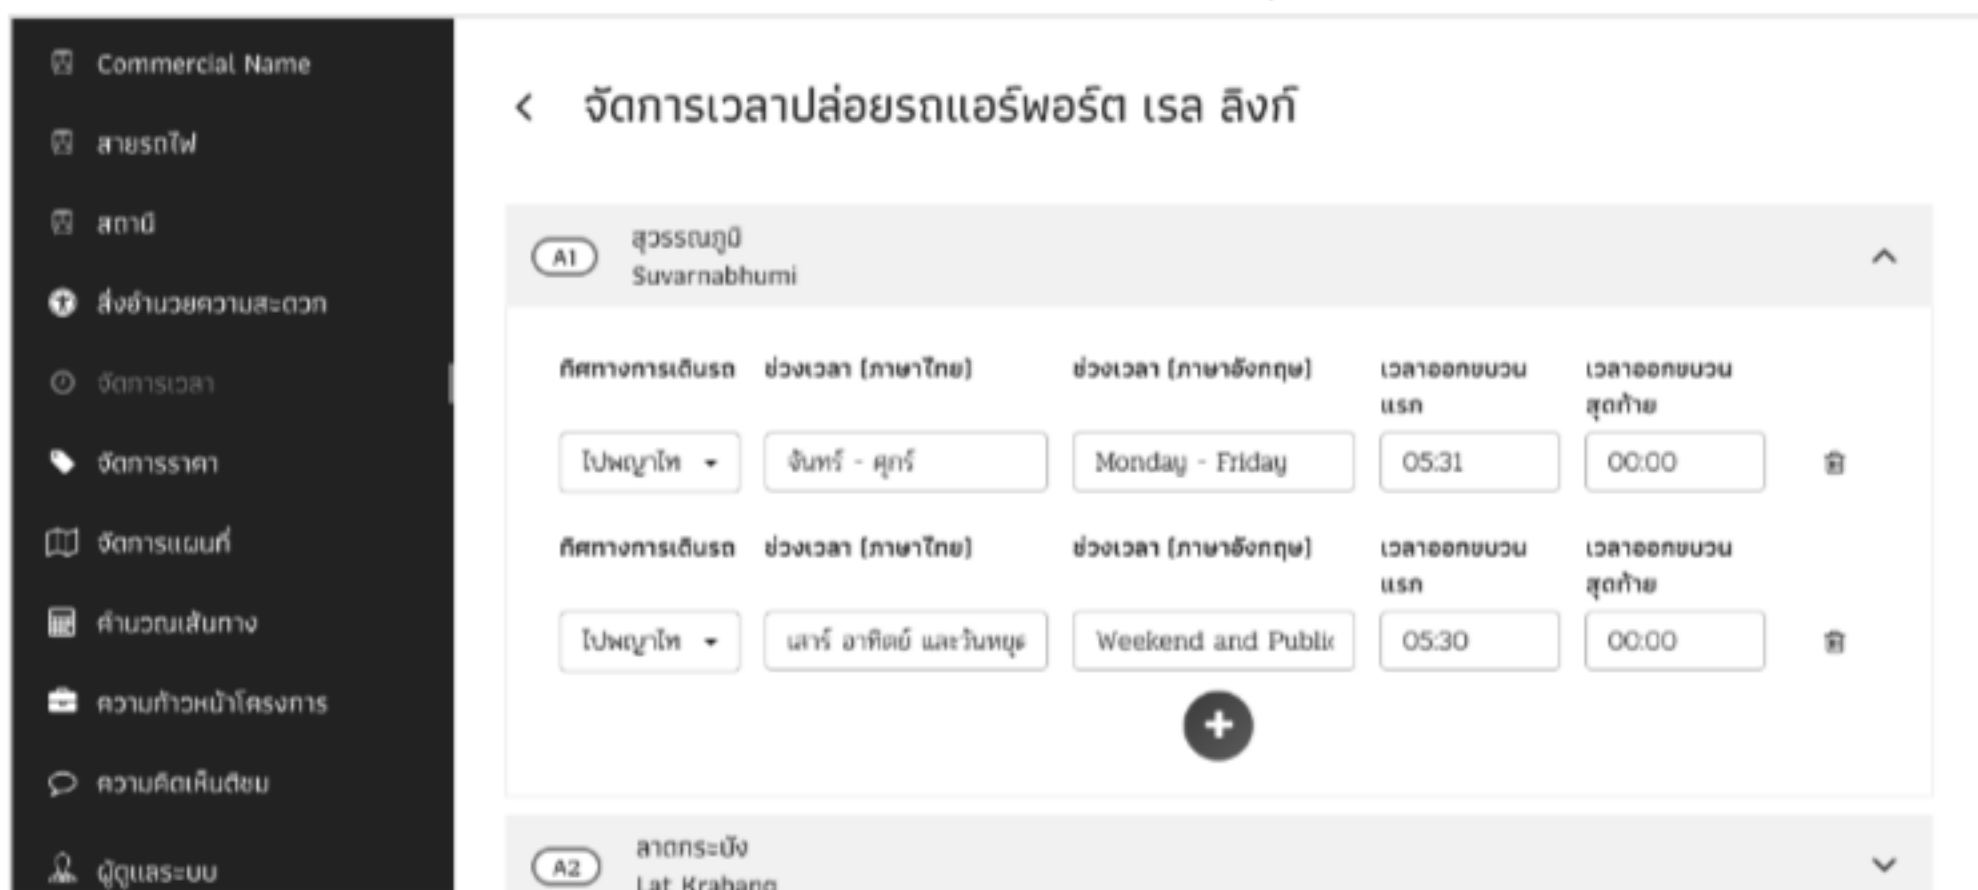 Commercial Name
สายรถไฟ
สถานี
สิ่งอำนวยความสะดวก
จัดการเวลา
จัดการราคา
จัดการแผนที่
คำนวณเส้นทาง
ความก้าวหน้าโครงการ
ความคิดเห็นติชม
ผู้ดูแลระบบ
จัดการเวลาปล่อยรถแอร์พอร์ต เรล ลิงก์
A1
สุวรรณภูมิ
Suvarnabhumi
ทิศทางการเดินรถ ช่วงเวลา (ภาษาไทย) ช่วงเวลา (ภาษาอังกฤษ) เวลาออกขบวน เวลาออกขบวน
แรก สุดท้าย
ไปพญาไท จันทร์ - ศุกร์ Monday - Friday 05:31 00:00
ทิศทางการเดินรถ ช่วงเวลา (ภาษาไทย) ช่วงเวลา (ภาษาอังกฤษ) เวลาออกขบวน เวลาออกขบวน
แรก สุดท้าย
ไปพญาไท เสาร์ อาทิตย์ และวันหยุด Weekend and Public 05:30 00:00
A2
ลาดกระบัง
Lat Krabang